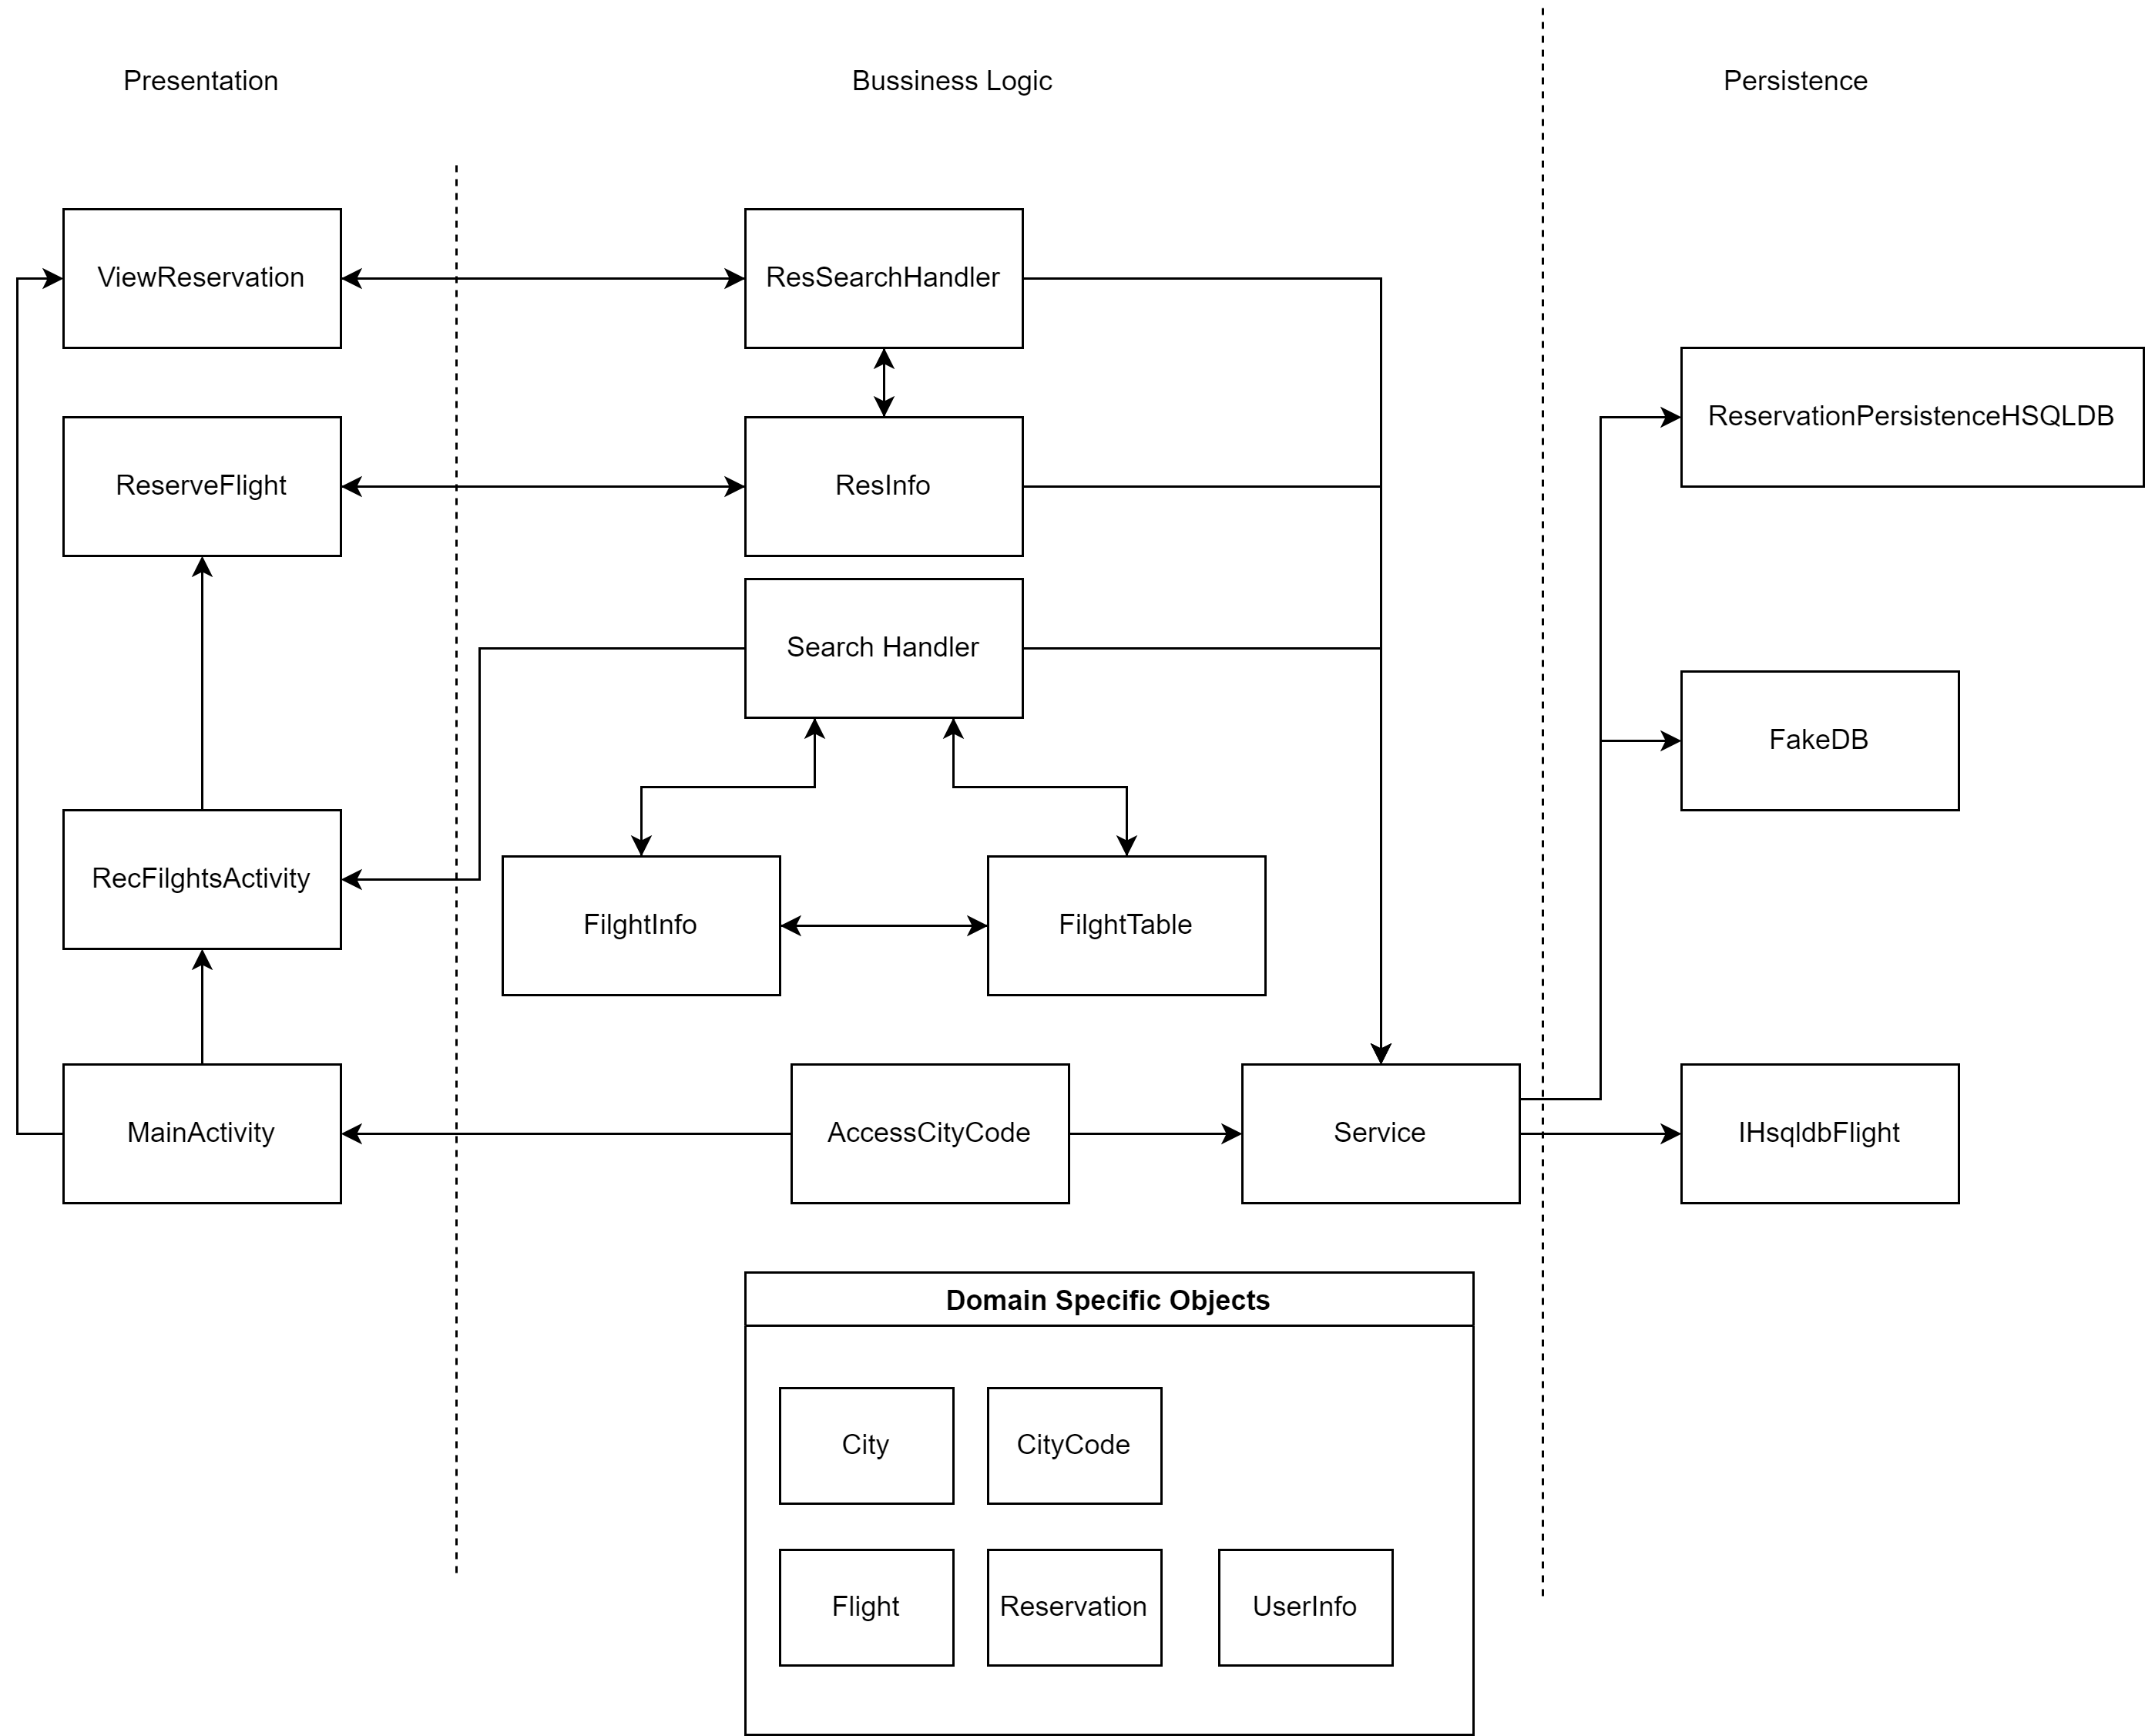 Presentation
Bussiness Logic
Persistence
ViewReservation
ResSearchHandler
ReservationPersistenceHSQLDB
ReserveFlight
ResInfo
Search Handler
FakeDB
RecFilghtsActivity
FilghtInfo
FilghtTable
MainActivity
AccessCityCode
Service
IHsqldbFlight
Domain Specific Objects
City
CityCode
Flight
Reservation
UserInfo